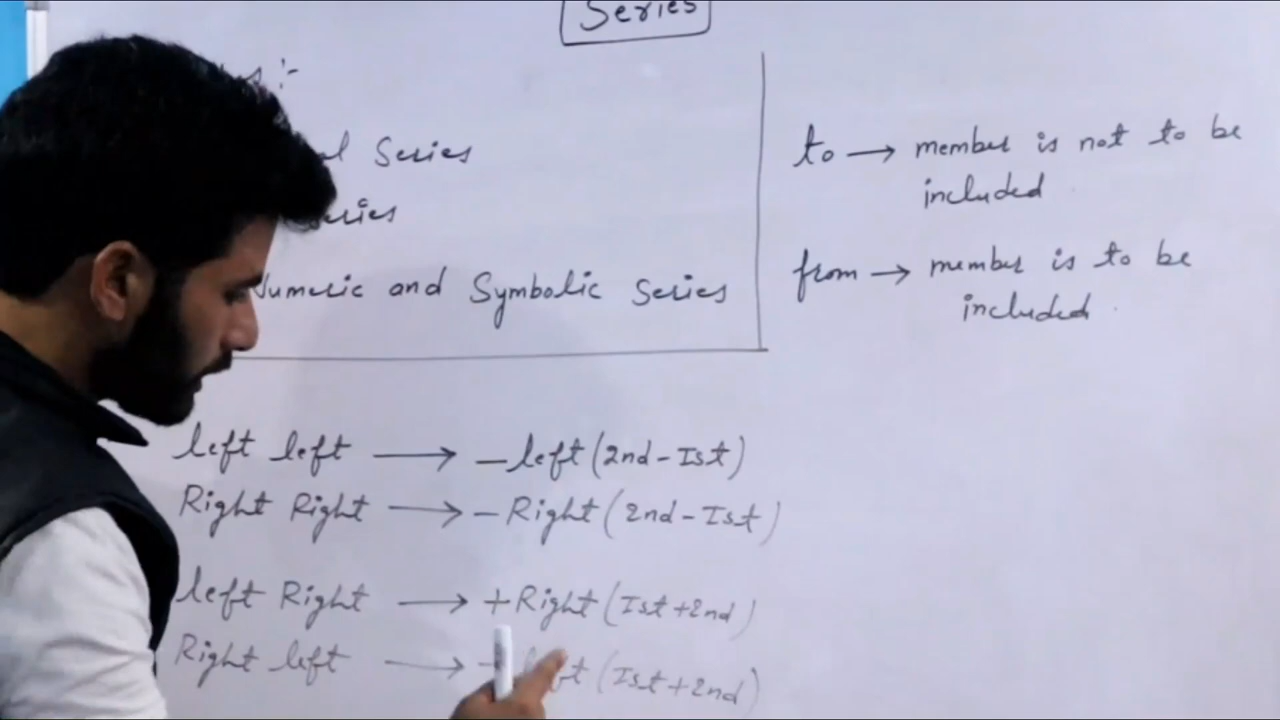 Series
:-
Series
Series
Numeric and Symbolic Series
to → member is not to be
included
from → member is to be
included
left left → -left (2nd - Ist)
Right Right → - Right (2nd - Ist)
left Right → + Right (Ist + 2nd)
Right left → (Ist + 2nd)